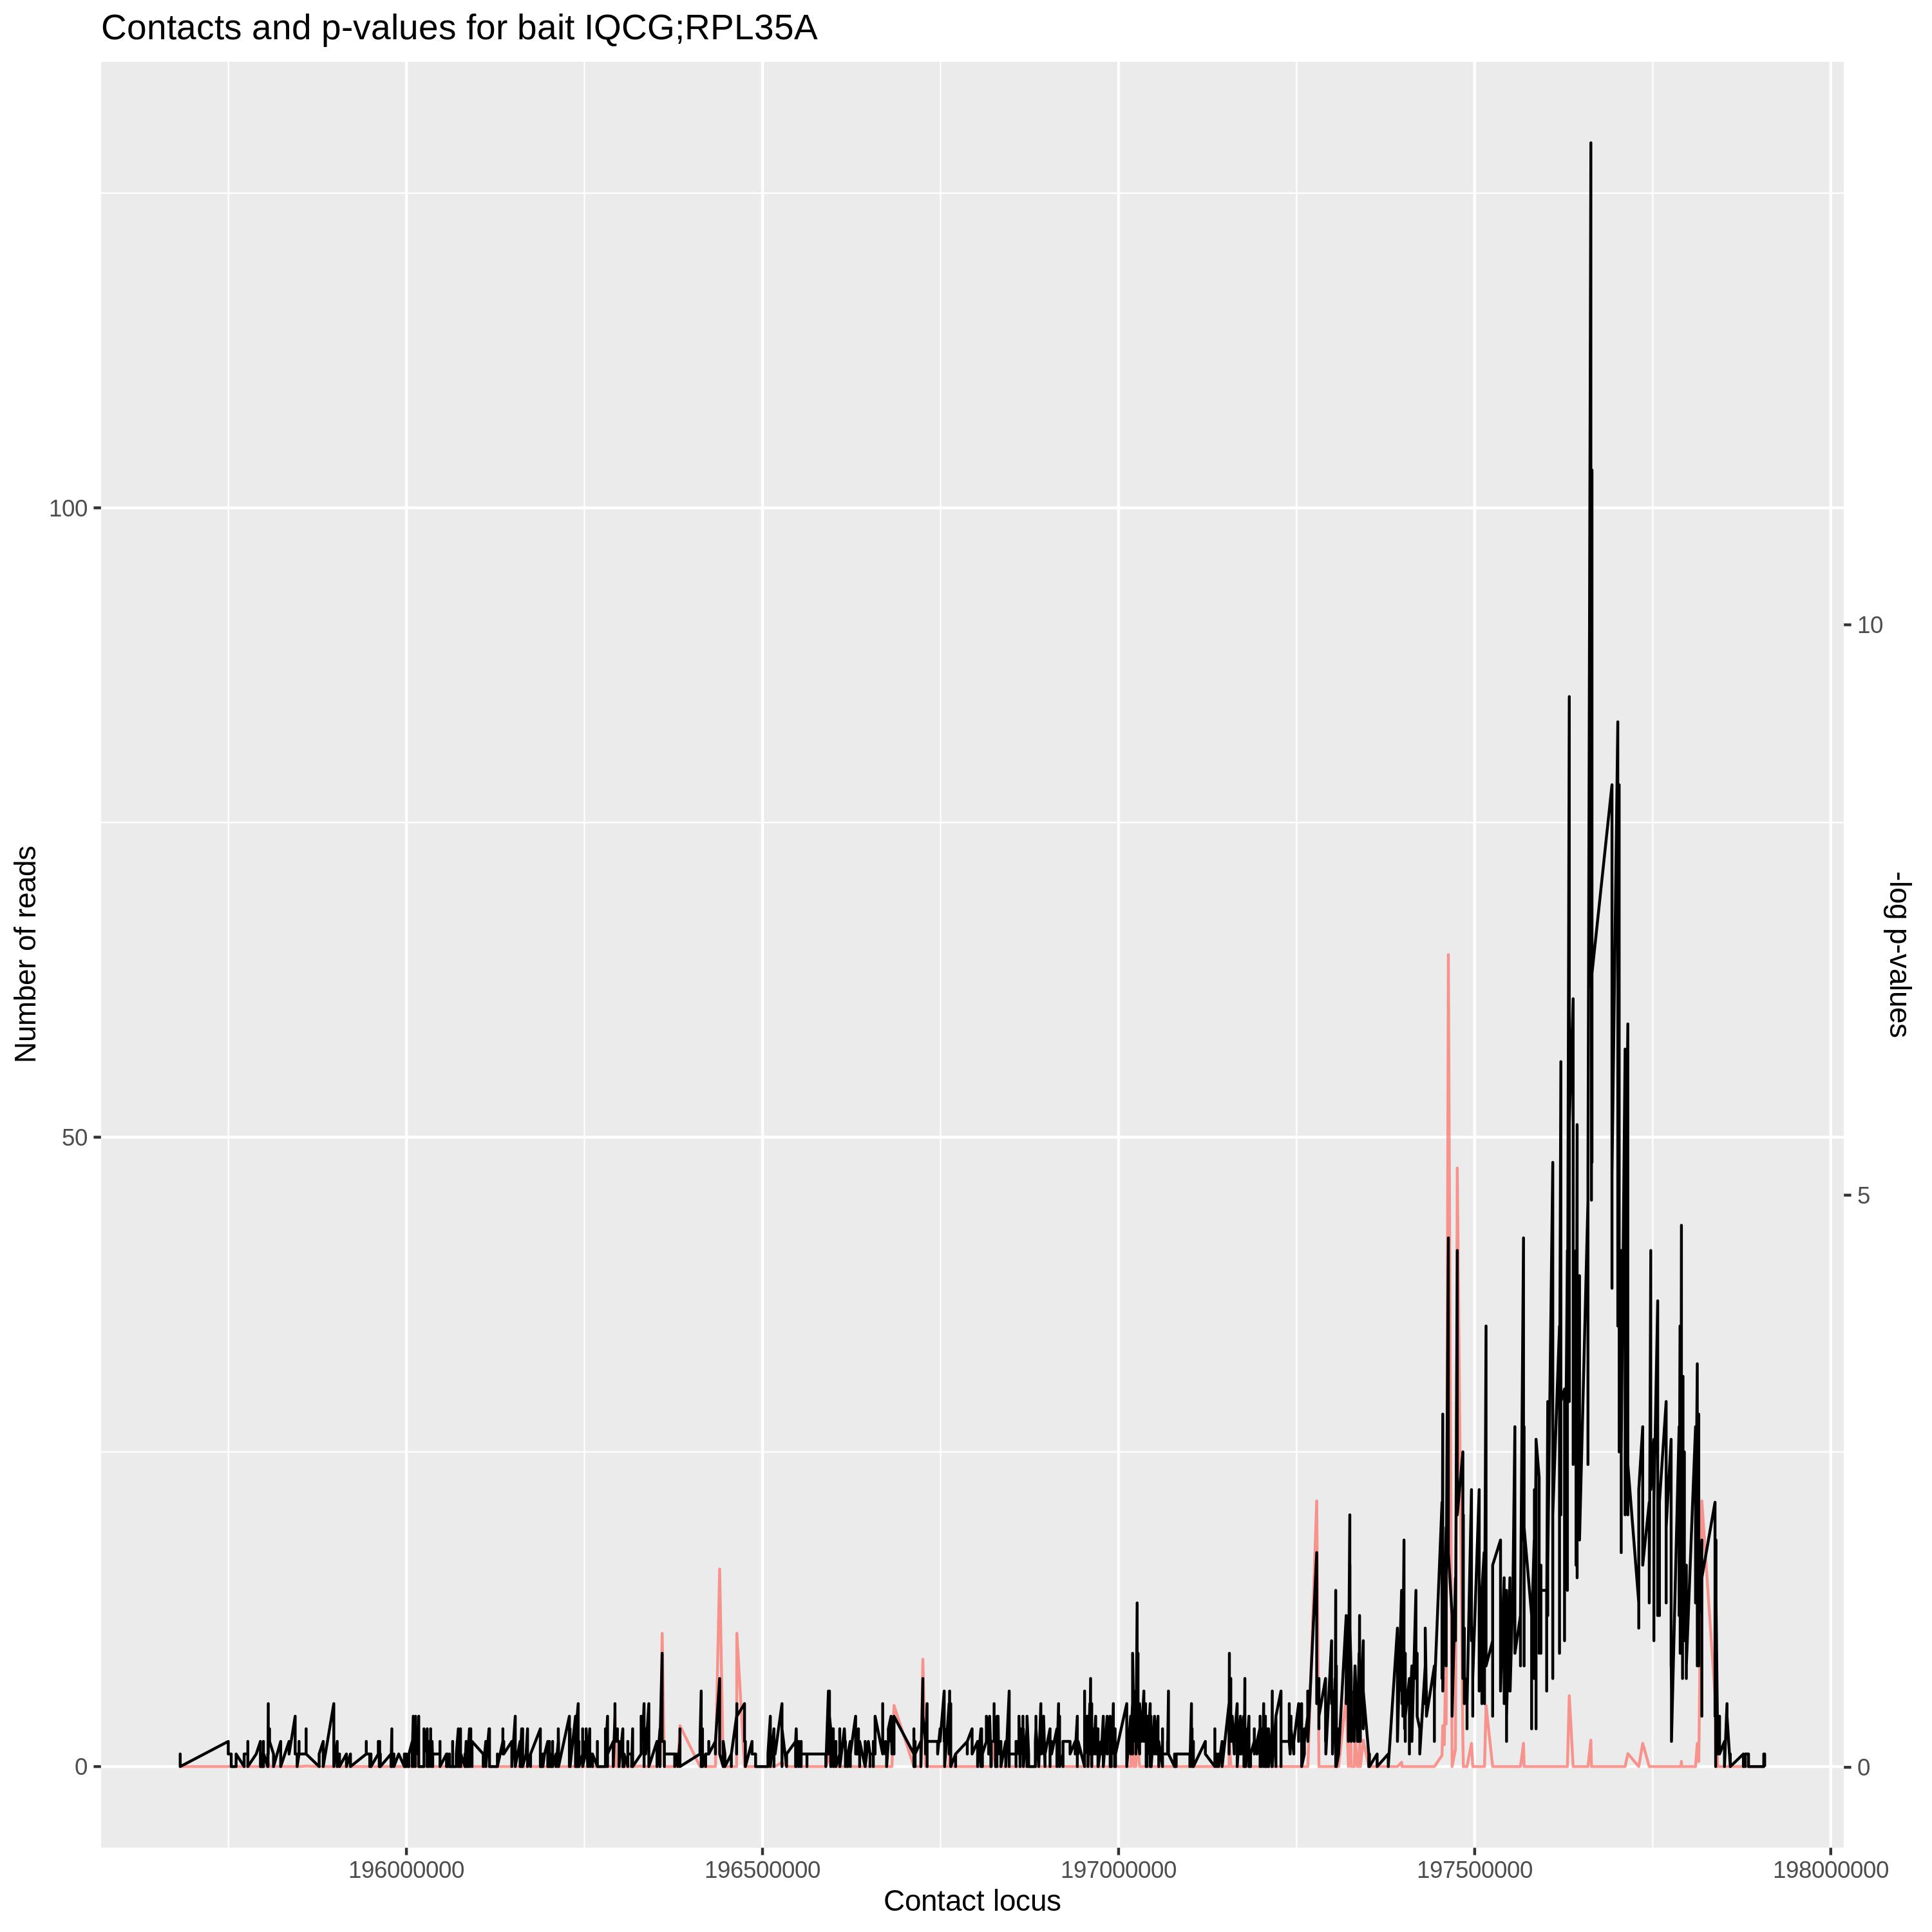 Contacts and p-values for bait IQCG;RPL35A
100
50
0
Number of reads
10
5
0
-log p-values
196000000
196500000
197000000
197500000
198000000
Contact locus